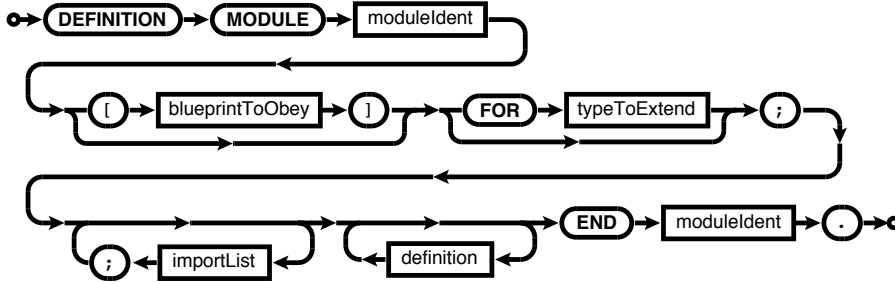 DEFINITION MODULE moduleIdent
[ blueprintToObey ] FOR typeToExtend ;
END moduleIdent .
; importList definition